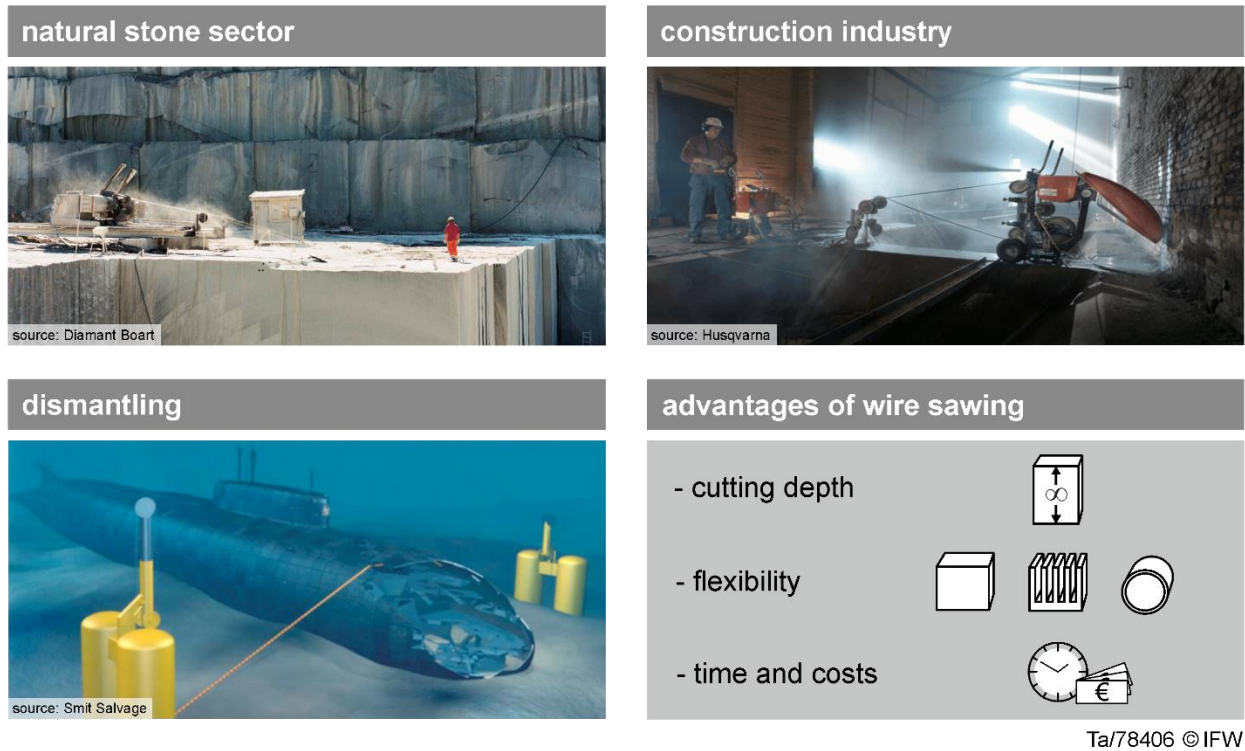 natural stone sector
construction industry
source: Diamant Boart
source: Husqvarna
dismantling
advantages of wire sawing
- cutting depth
∞
- flexibility
- time and costs
€
source: Smit Salvage
Ta/78406 © IFW